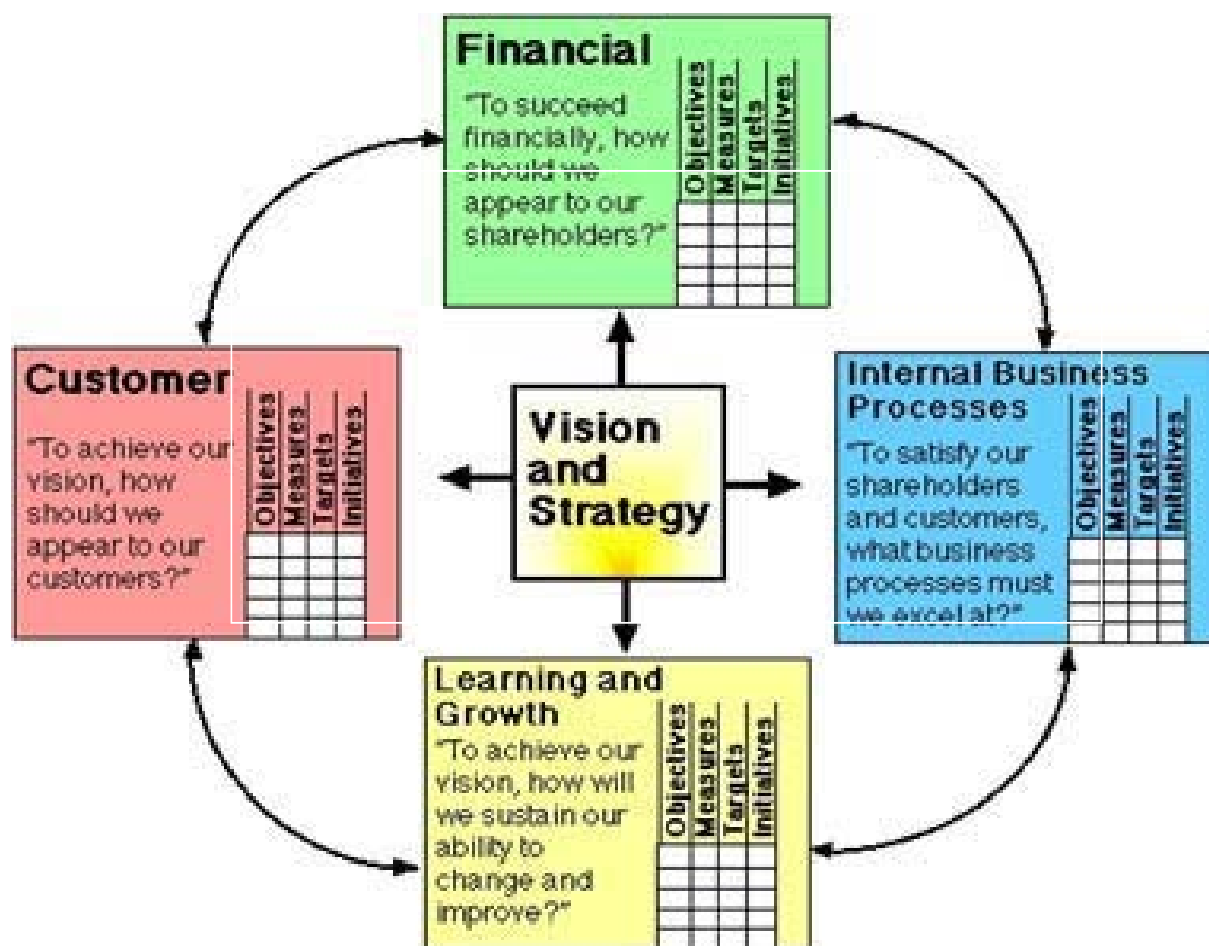 Financial
"To succeed
financially, how
should we
appear to our
shareholders?"
Objectives
Measures
Targets
Initiatives
Customer
"To achieve our
vision, how
should we
appear to our
customers?"
Objectives
Measures
Targets
Initiatives
Vision
and
Strategy
Internal Business
Processes
"To satisfy our
shareholders
and customers,
what business
processes must
we excel at?"
Objectives
Measures
Targets
Initiatives
Learning and
Growth
"To achieve our
vision, how will
we sustain our
ability to
change and
improve?"
Objectives
Measures
Targets
Initiatives